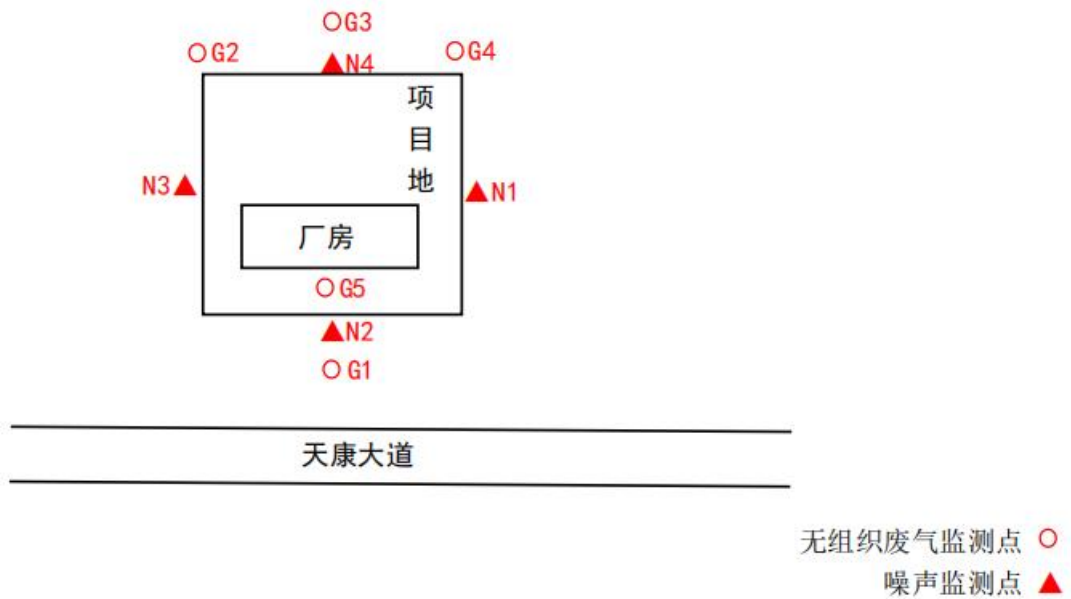 ○G3
○G2
○G4
▲N4
项
目
地
N3▲
▲N1
厂房
○G5
▲N2
○G1
天康大道
无组织废气监测点 ○
噪声监测点 ▲